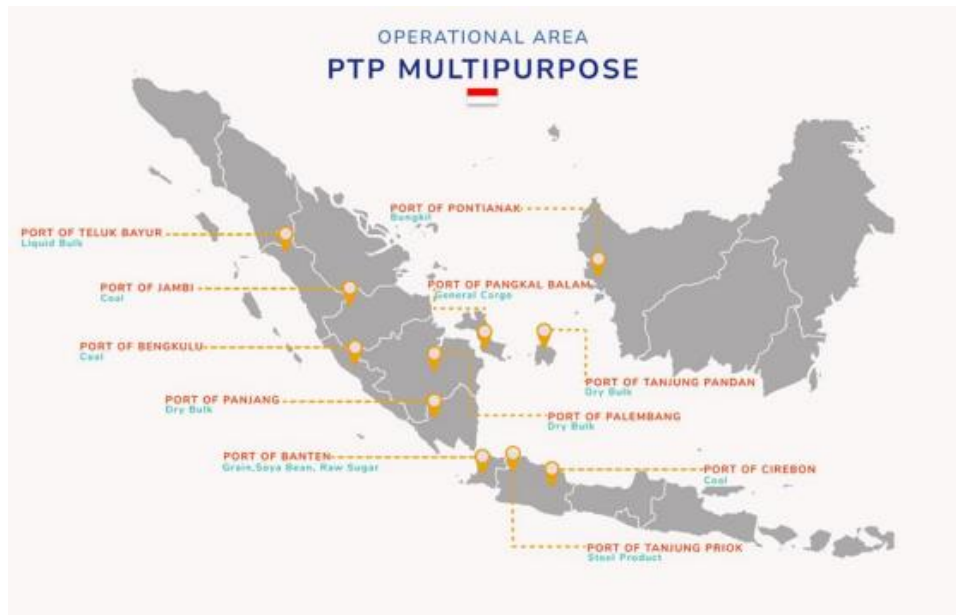 OPERATIONAL AREA
PTP MULTIPURPOSE
PORT OF PONTIANAK
Bungkil
PORT OF TELUK BAYUR
Liquid Bulk
PORT OF JAMBI
Coal
PORT OF PANGKAL BALAM
General Cargo
PORT OF BENGKULU
Coal
PORT OF TANJUNG PANDAN
Dry Bulk
PORT OF PANJANG
Dry Bulk
PORT OF PALEMBANG
Dry Bulk
PORT OF BANTEN
Grain,Soya Bean, Raw Sugar
PORT OF CIREBON
Coal
PORT OF TANJUNG PRIOK
Steel Product